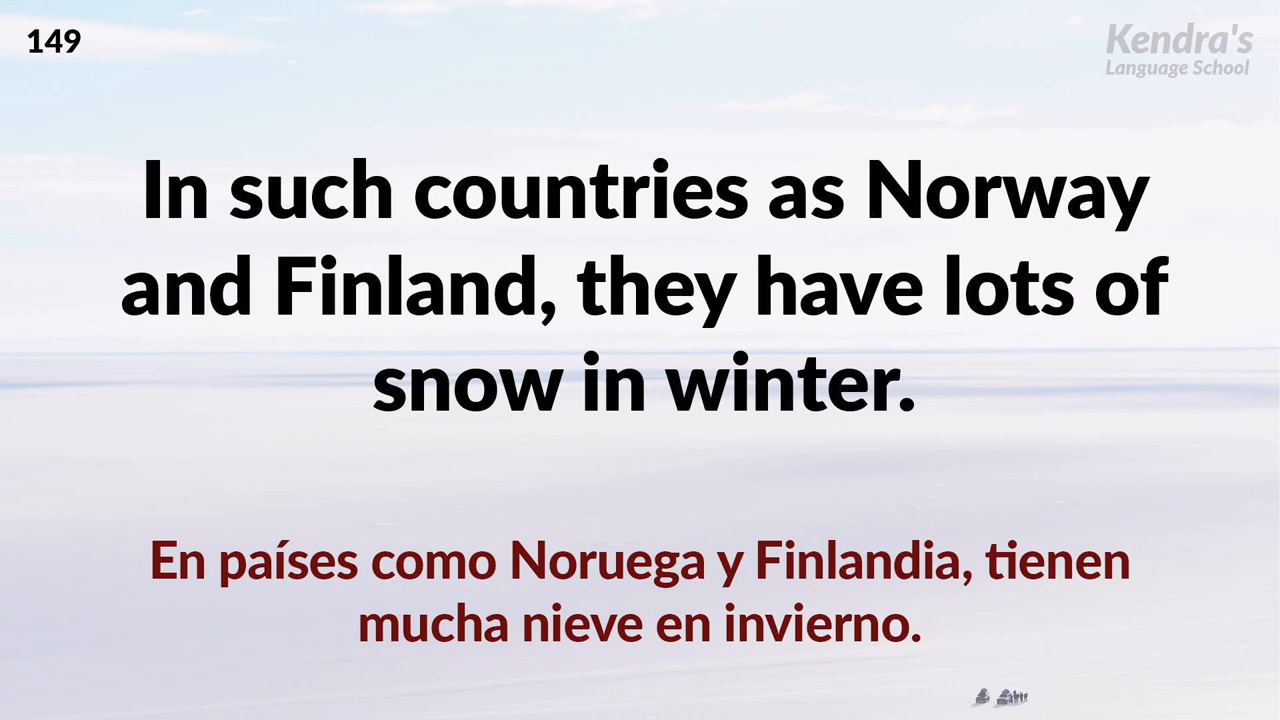 149
Kendra's
Language School
In such countries as Norway
and Finland, they have lots of
snow in winter.
En países como Noruega y Finlandia, tienen
mucha nieve en invierno.